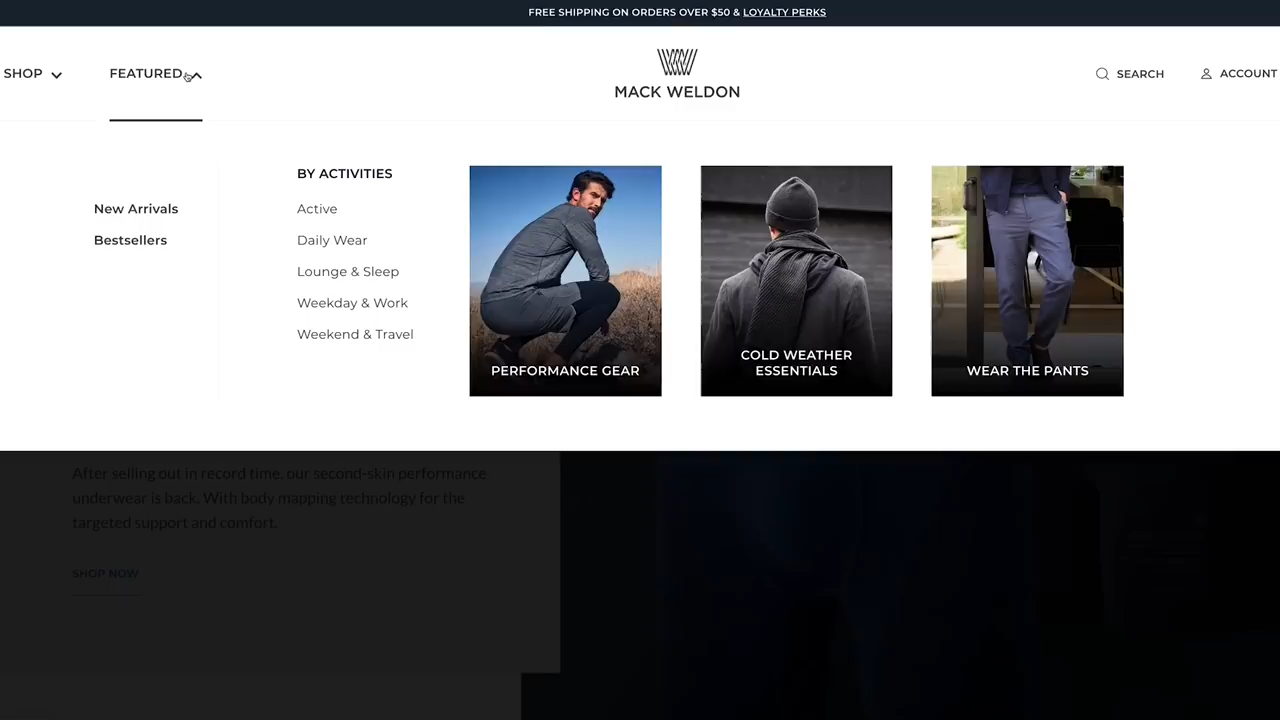 FREE SHIPPING ON ORDERS OVER $50 & LOYALTY PERKS
SHOP
FEATURED
MACK WELDON
SEARCH
ACCOUNT
New Arrivals
Bestsellers
BY ACTIVITIES
Active
Daily Wear
Lounge & Sleep
Weekday & Work
Weekend & Travel
PERFORMANCE GEAR
COLD WEATHER
ESSENTIALS
WEAR THE PANTS
After selling out in record time, our second-skin performance
underwear is back. With body mapping technology for the
targeted support and comfort.
SHOP NOW